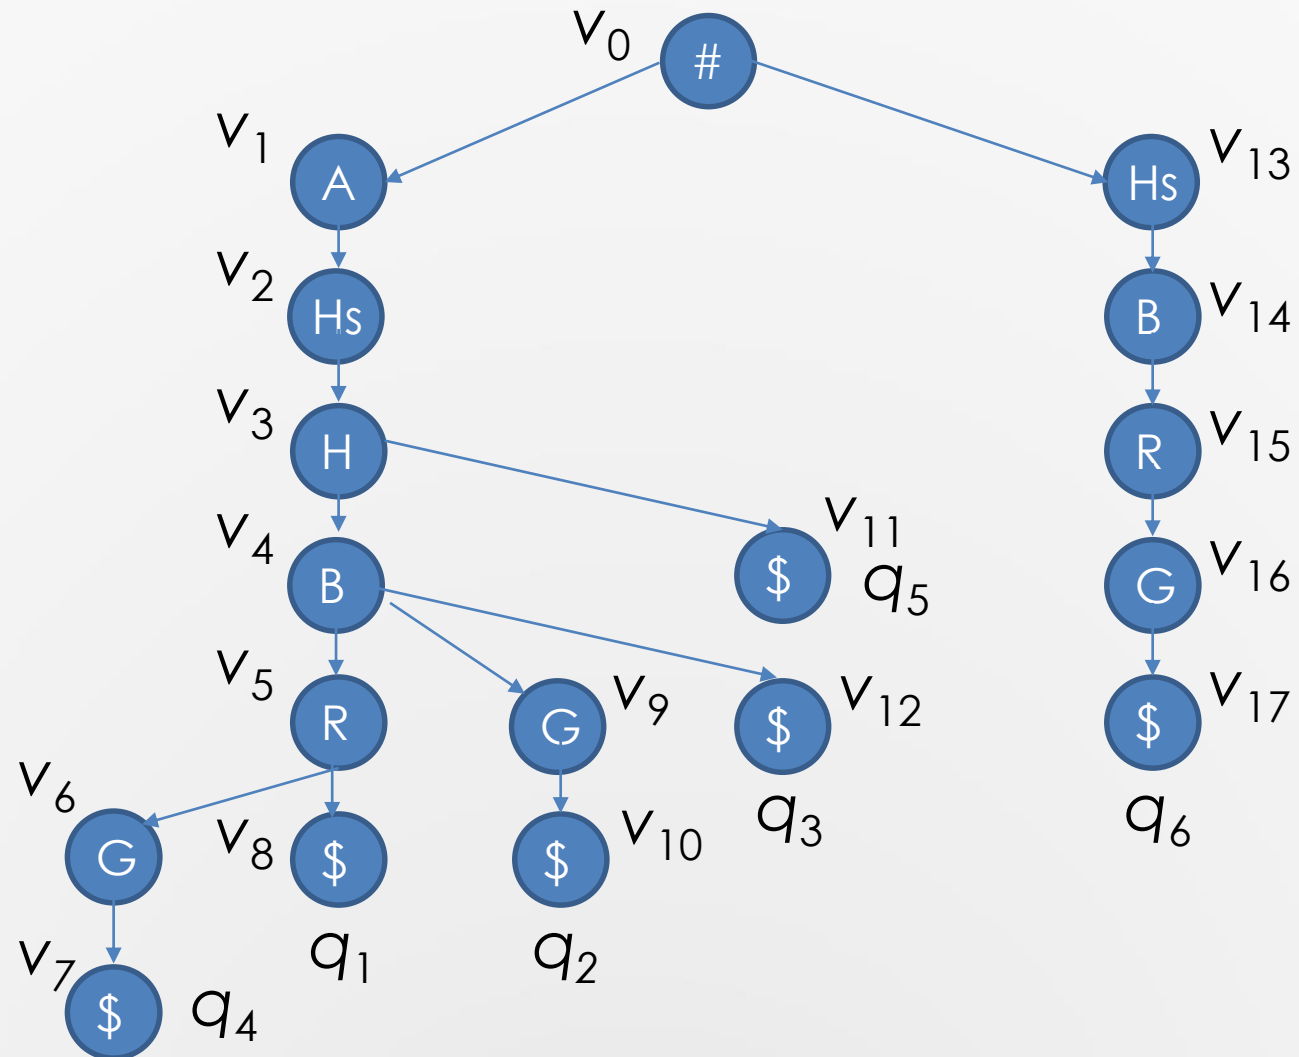 v0 #
v1 A
Hs v13
v2 Hs
B v14
v3 H
R v15
v4 B
$ v11
q5
G v16
v5 R
G v9
$ v12
$ v17
q3
q6
v6 G
v8 $
$ v10
q1
q2
v7 $ q4